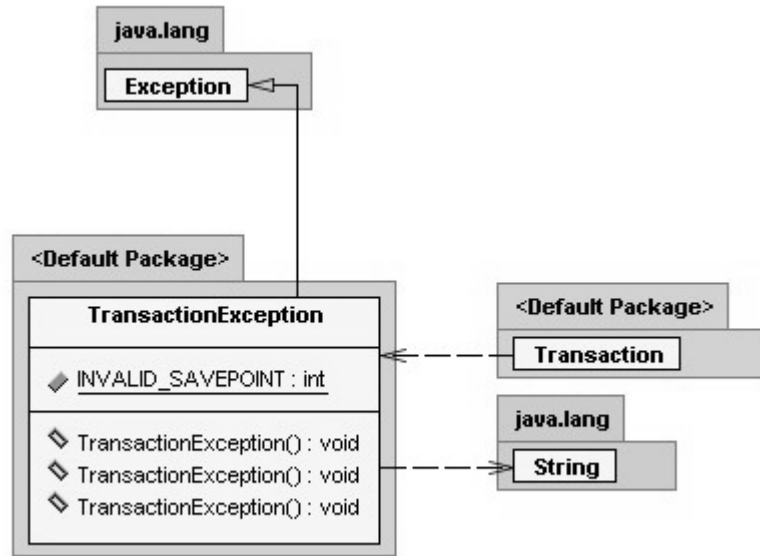 java.lang
Exception
<Default Package>
TransactionException
INVALID_SAVEPOINT : int
TransactionException() : void
TransactionException() : void
TransactionException() : void
<Default Package>
Transaction
java.lang
String